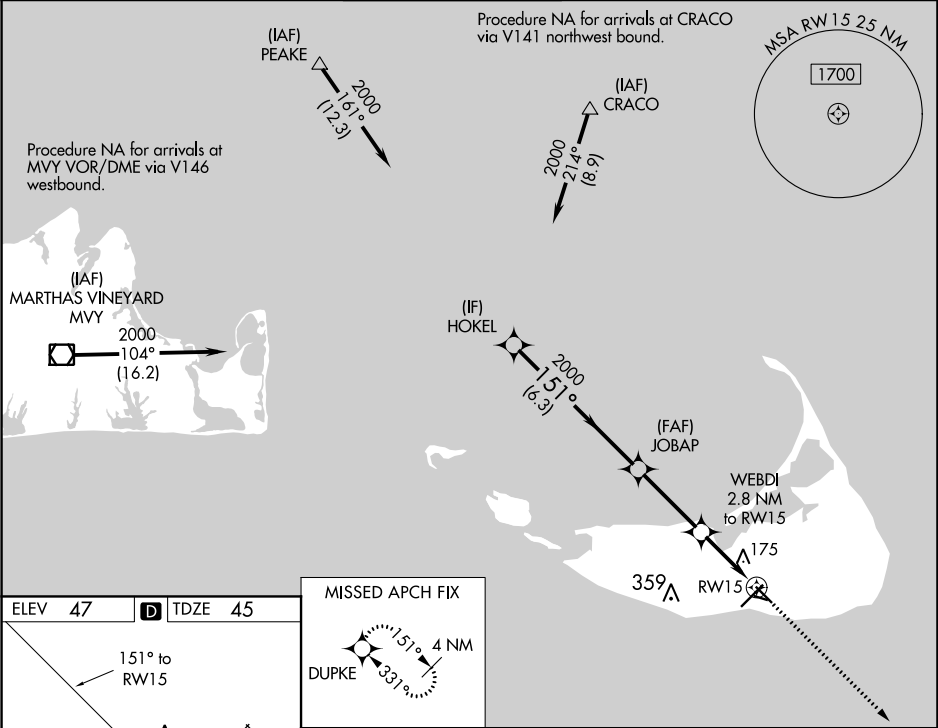 Procedure NA for arrivals at CRACO
via V141 northwest bound.
MSA RW 15 25 NM
1700
(IAF)
PEAKE
2000
161°
(12.3)
(IAF)
CRACO
2000
214°
(8.9)
Procedure NA for arrivals at
MVY VOR/DME via V146
westbound.
(IAF)
MARTHAS VINEYARD
MVY
2000
104°
(16.2)
(IF)
HOKEL
2000
151°
(6.3)
(FAF)
JOBAP
WEBDI
2.8 NM
to RW15
175
359
RW15
ELEV 47 D TDZE 45
151° to
RW15
MISSED APCH FIX
DUPKE
151°
331°
4 NM